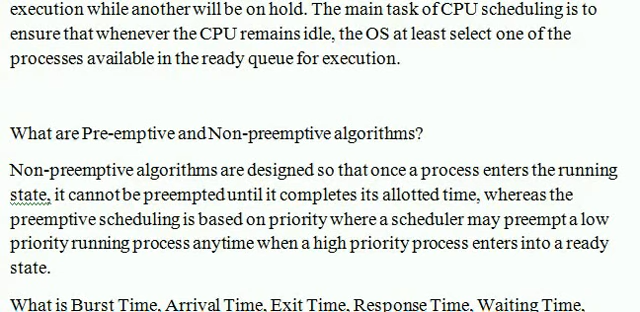 execution while another will be on hold. The main task of CPU scheduling is to
ensure that whenever the CPU remains idle, the OS at least select one of the
processes available in the ready queue for execution.
What are Pre-emptive and Non-preemptive algorithms?
Non-preemptive algorithms are designed so that once a process enters the running
state, it cannot be preempted until it completes its allotted time, whereas the
preemptive scheduling is based on priority where a scheduler may preempt a low
priority running process anytime when a high priority process enters into a ready
state.
What is Burst Time, Arrival Time, Exit Time, Response Time, Waiting Time,